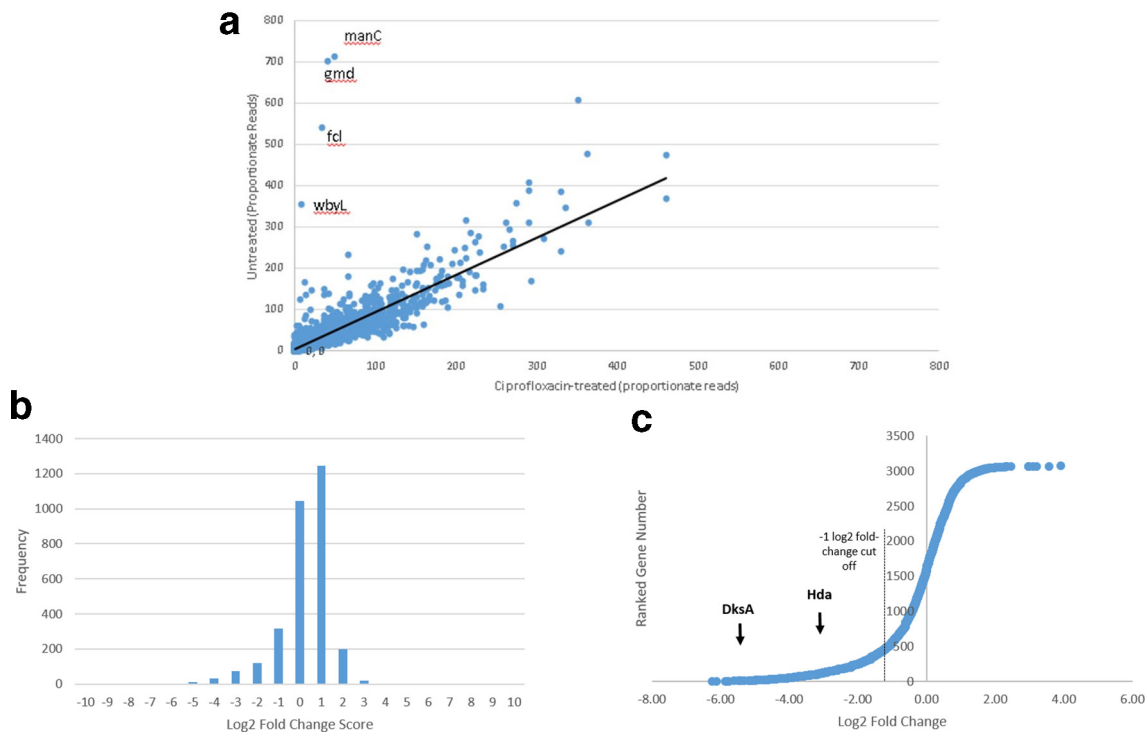 a
800
700
600
500
400
300
200
100
0
manC
gmd
fcl
wbyL
0, 0
Untreated (Proportionate Reads)
0 100 200 300 400 500 600 700 800
Ciprofloxacin-treated (proportionate reads)
b
1400
1200
1000
800
600
400
200
0
Frequency
-10 -9 -8 -7 -6 -5 -4 -3 -2 -1 0 1 2 3 4 5 6 7 8 9 10
Log2 Fold Change Score
c
3500
3000
2500
2000
1500
1000
500
0
Ranked Gene Number
-1 log2 fold-
change cut
off
DksA
Hda
-8.00 -6.00 -4.00 -2.00 0.00 2.00 4.00 6.00
Log2 Fold Change